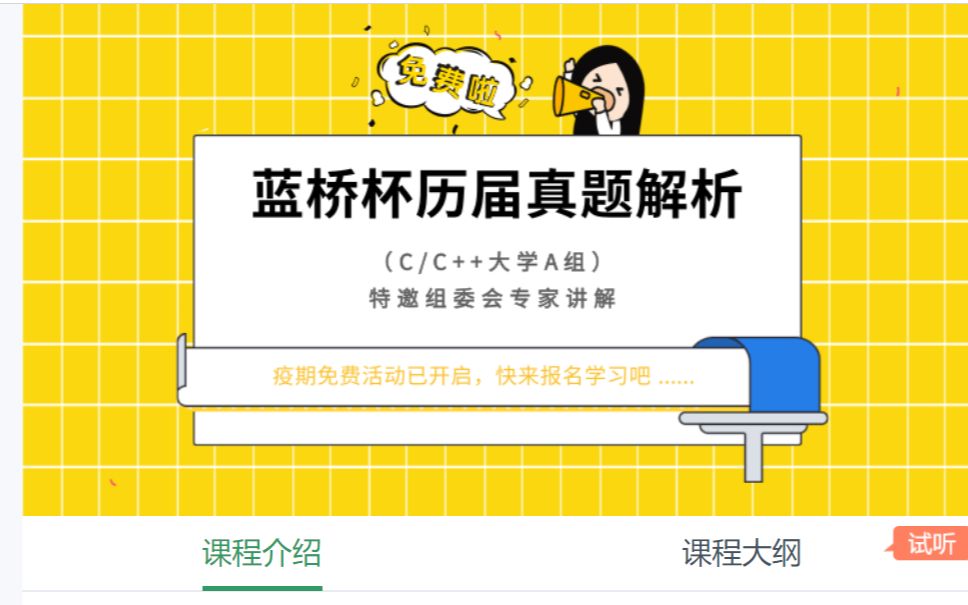 免费啦
蓝桥杯历届真题解析
（C/C++大学A组）
特邀组委会专家讲解
疫期免费活动已开启，快来报名学习吧 ......
课程介绍
课程大纲
试听